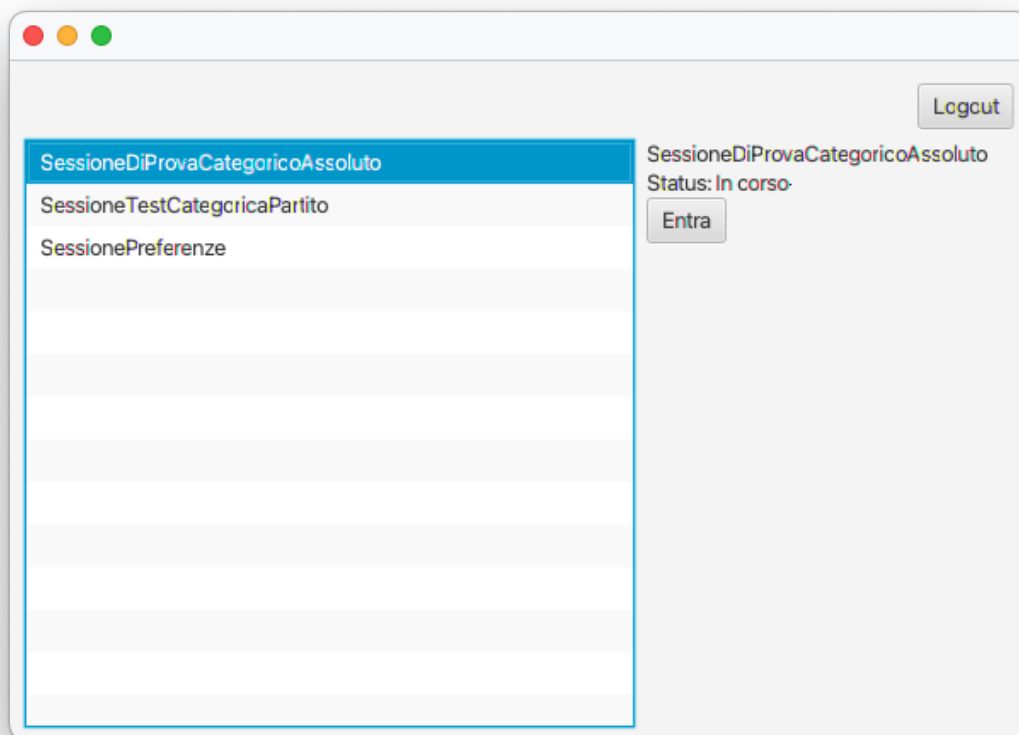 Logout
SessioneDiProvaCategoricoAssoluto
SessioneTestCategoricaPartito
SessionePreferenze
SessioneDiProvaCategoricoAssoluto
Status: In corso
Entra